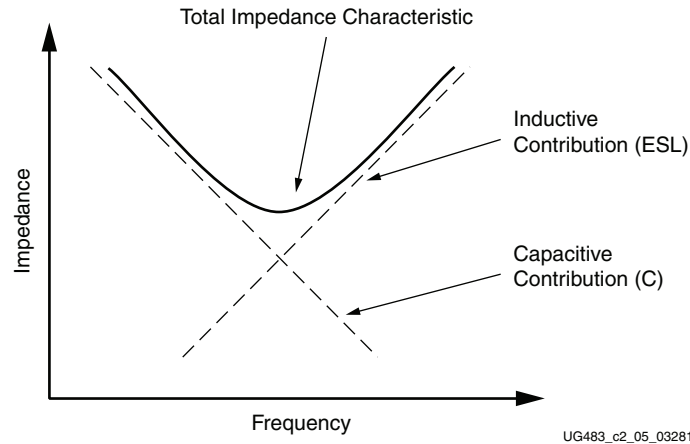 Total Impedance Characteristic
Inductive
Contribution (ESL)
Impedance
Capacitive
Contribution (C)
Frequency
UG483_c2_05_03281